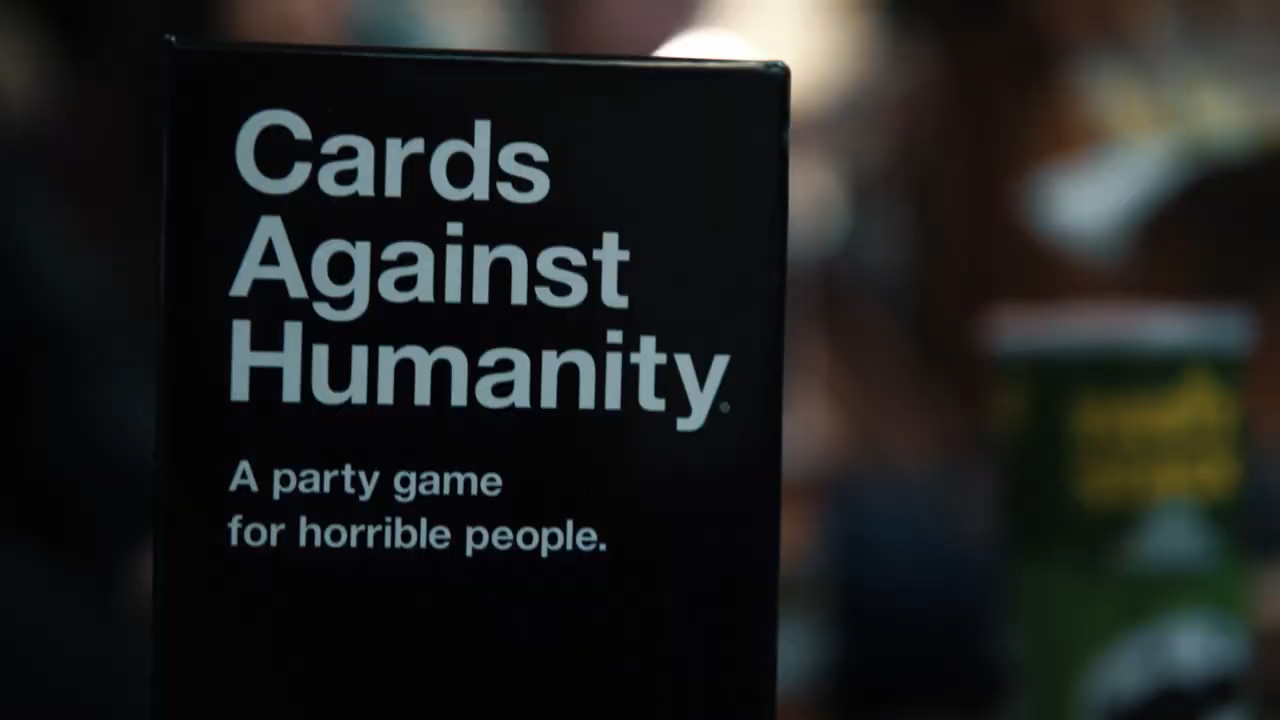 Cards
Against
Humanity®
A party game
for horrible people.